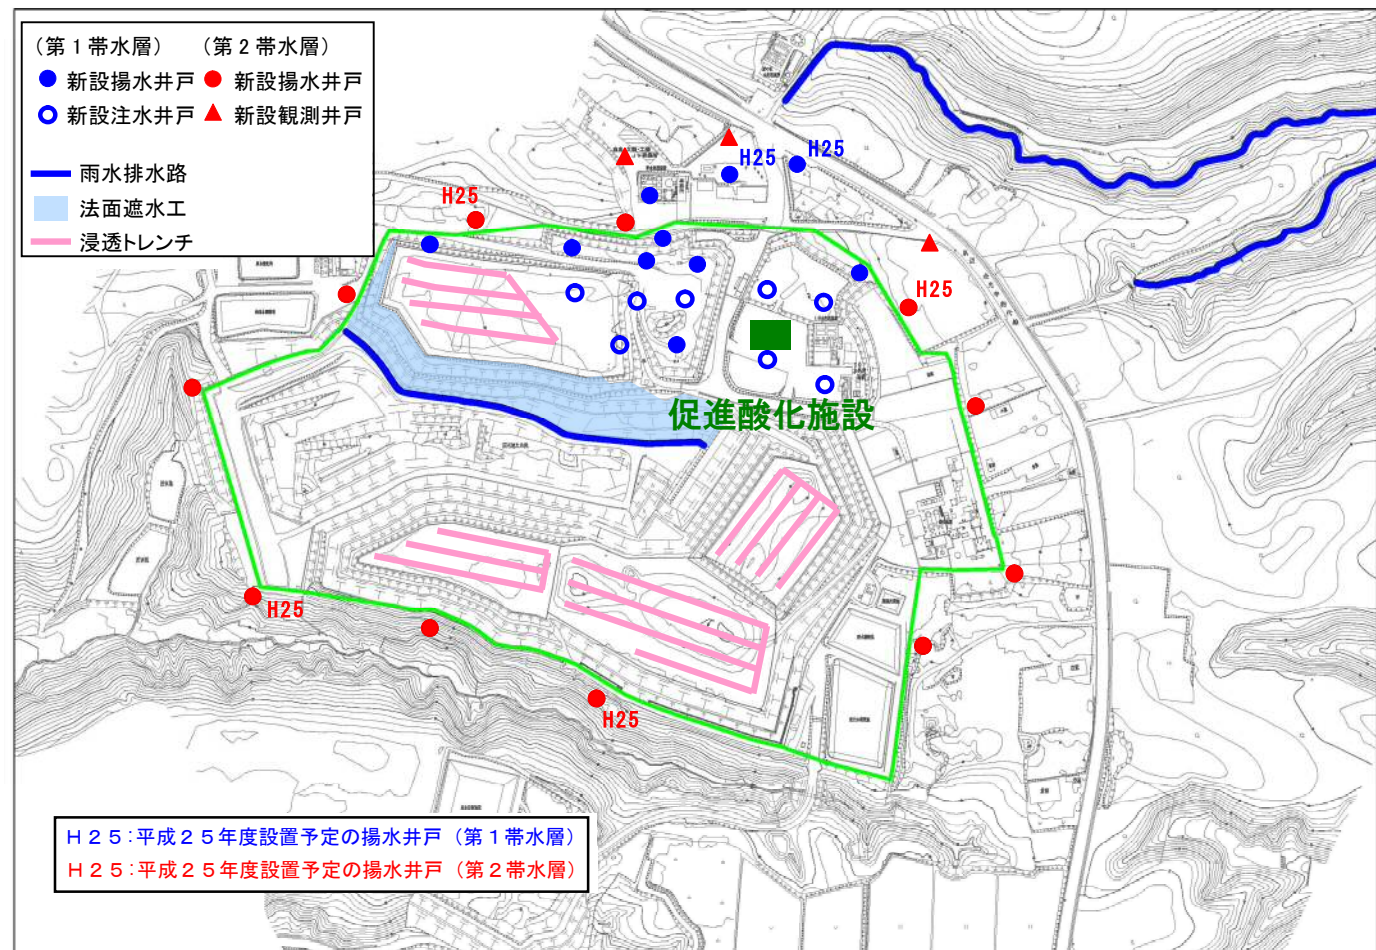 (第1帯水層) (第2帯水層)
新設揚水井戸 新設揚水井戸
新設注水井戸 新設観測井戸
雨水排水路
法面遮水工
浸透トレンチ
H25
H25
H25
H25
促進酸化施設
H25
H25
H25:平成25年度設置予定の揚水井戸(第1帯水層)
H25:平成25年度設置予定の揚水井戸(第2帯水層)